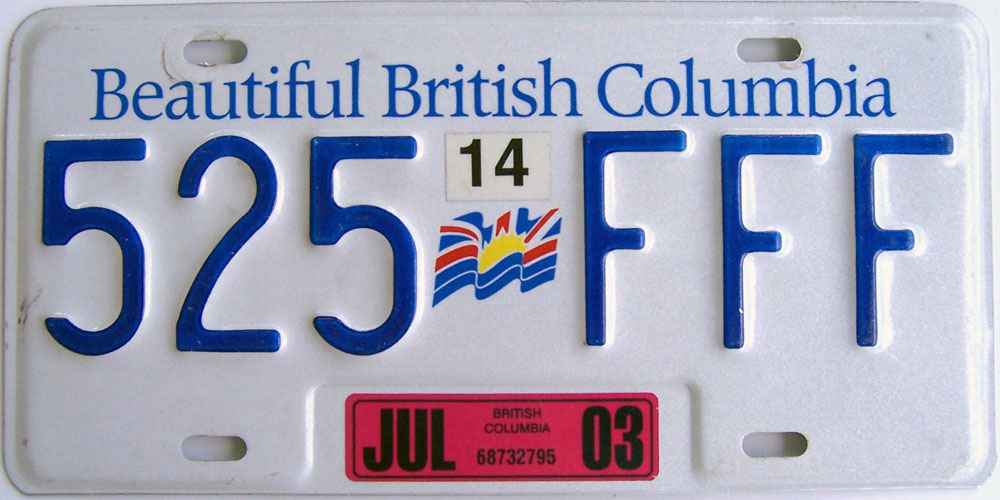 Beautiful British Columbia
525 14 FFF
JUL BRITISH COLUMBIA 68732795 03